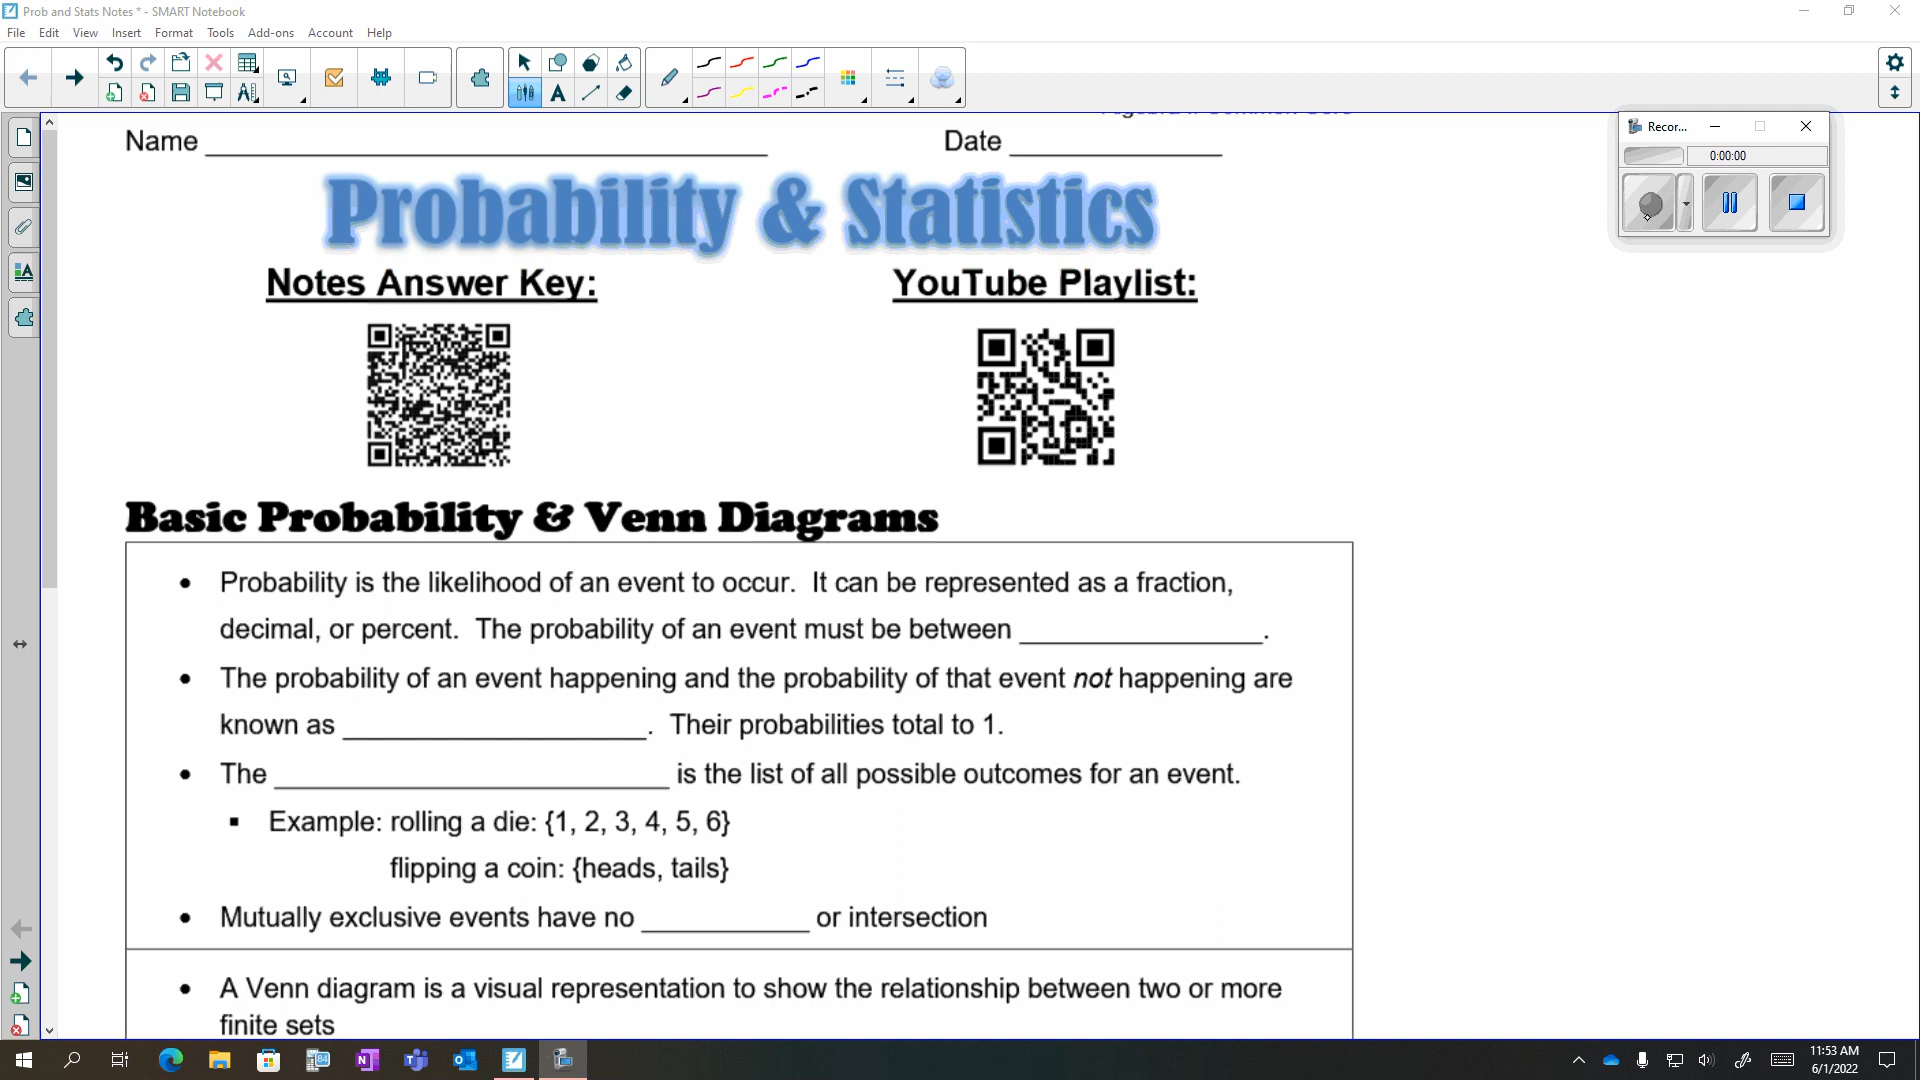 Prob and Stats Notes * - SMART Notebook
File Edit View Insert Format Tools Add-ons Account Help
Recor...
0:00:00
Name ____________________ Date ____________________
Probability & Statistics
Notes Answer Key: YouTube Playlist:
Basic Probability & Venn Diagrams
• Probability is the likelihood of an event to occur. It can be represented as a fraction,
decimal, or percent. The probability of an event must be between ________________.
• The probability of an event happening and the probability of that event not happening are
known as ____________________. Their probabilities total to 1.
• The __________________________ is the list of all possible outcomes for an event.
▪ Example: rolling a die: {1, 2, 3, 4, 5, 6}
flipping a coin: {heads, tails}
• Mutually exclusive events have no ___________ or intersection
• A Venn diagram is a visual representation to show the relationship between two or more
finite sets
11:53 AM
6/1/2022